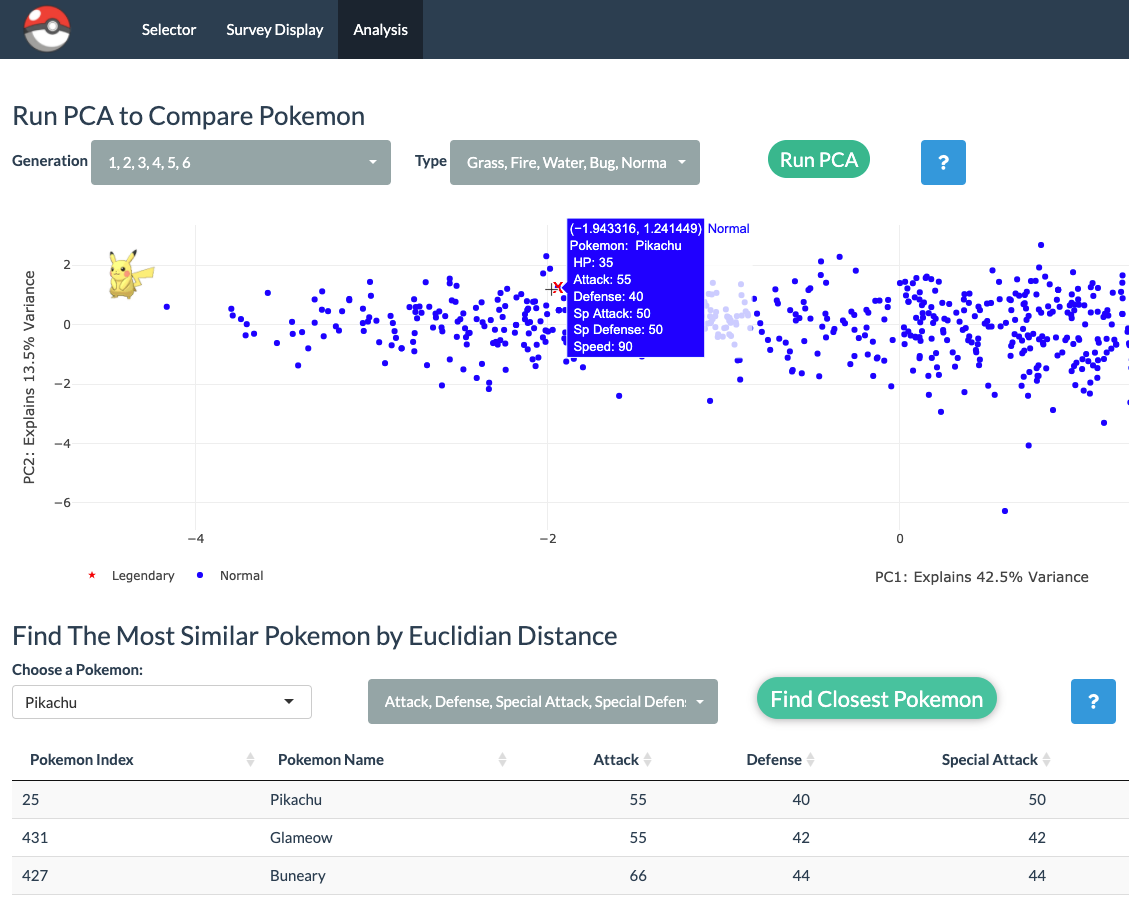 Selector Survey Display Analysis
Run PCA to Compare Pokemon
Generation 1, 2, 3, 4, 5, 6 Type Grass, Fire, Water, Bug, Norma Run PCA ?
(−1.943316, 1.241449) Normal
Pokemon: Pikachu
HP: 35
Attack: 55
Defense: 40
Sp Attack: 50
Sp Defense: 50
Speed: 90
PC2: Explains 13.5% Variance
2
0
−2
−4
−6
−4 −2 0
Legendary Normal
PC1: Explains 42.5% Variance
Find The Most Similar Pokemon by Euclidian Distance
Choose a Pokemon:
Pikachu Attack, Defense, Special Attack, Special Defen Find Closest Pokemon ?
Pokemon Index Pokemon Name Attack Defense Special Attack
25 Pikachu 55 40 50
431 Glameow 55 42 42
427 Buneary 66 44 44